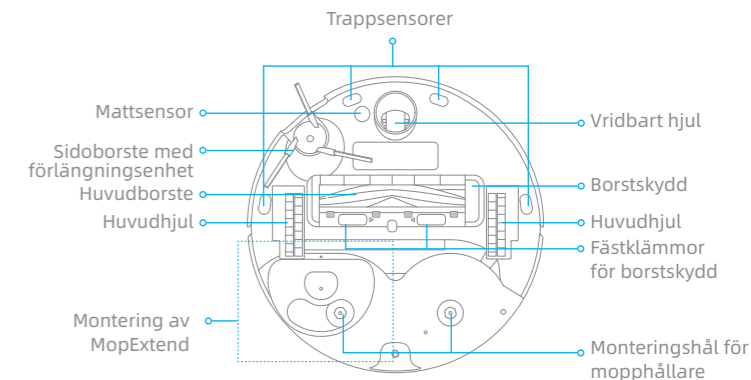 Trappsensorer
Mattsensor
Sidoborste med
förlängningsenhet
Huvudborste
Huvudhjul
Montering av
MopExtend
Vridbart hjul
Borstskydd
Huvudhjul
Fästklämmor
för borstskydd
Monteringshål för
mopphållare